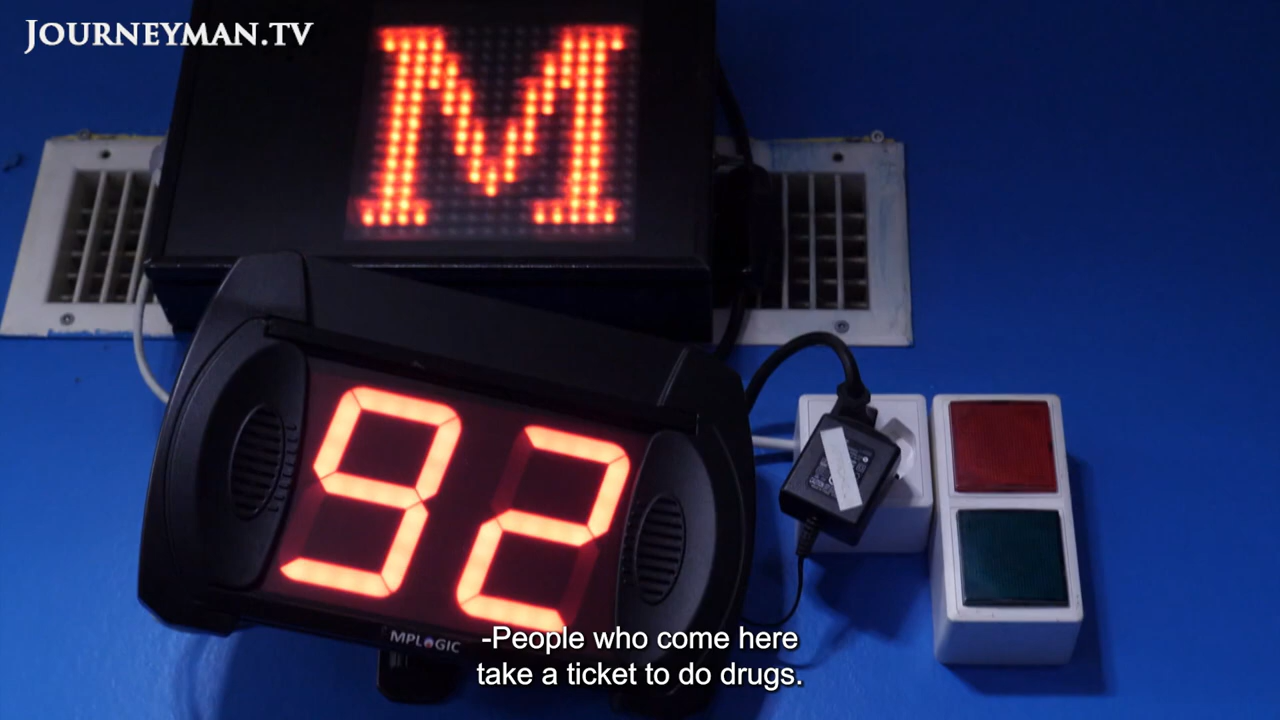 JOURNEYMAN.TV
M
92
MPLOGIC
-People who come here
take a ticket to do drugs.